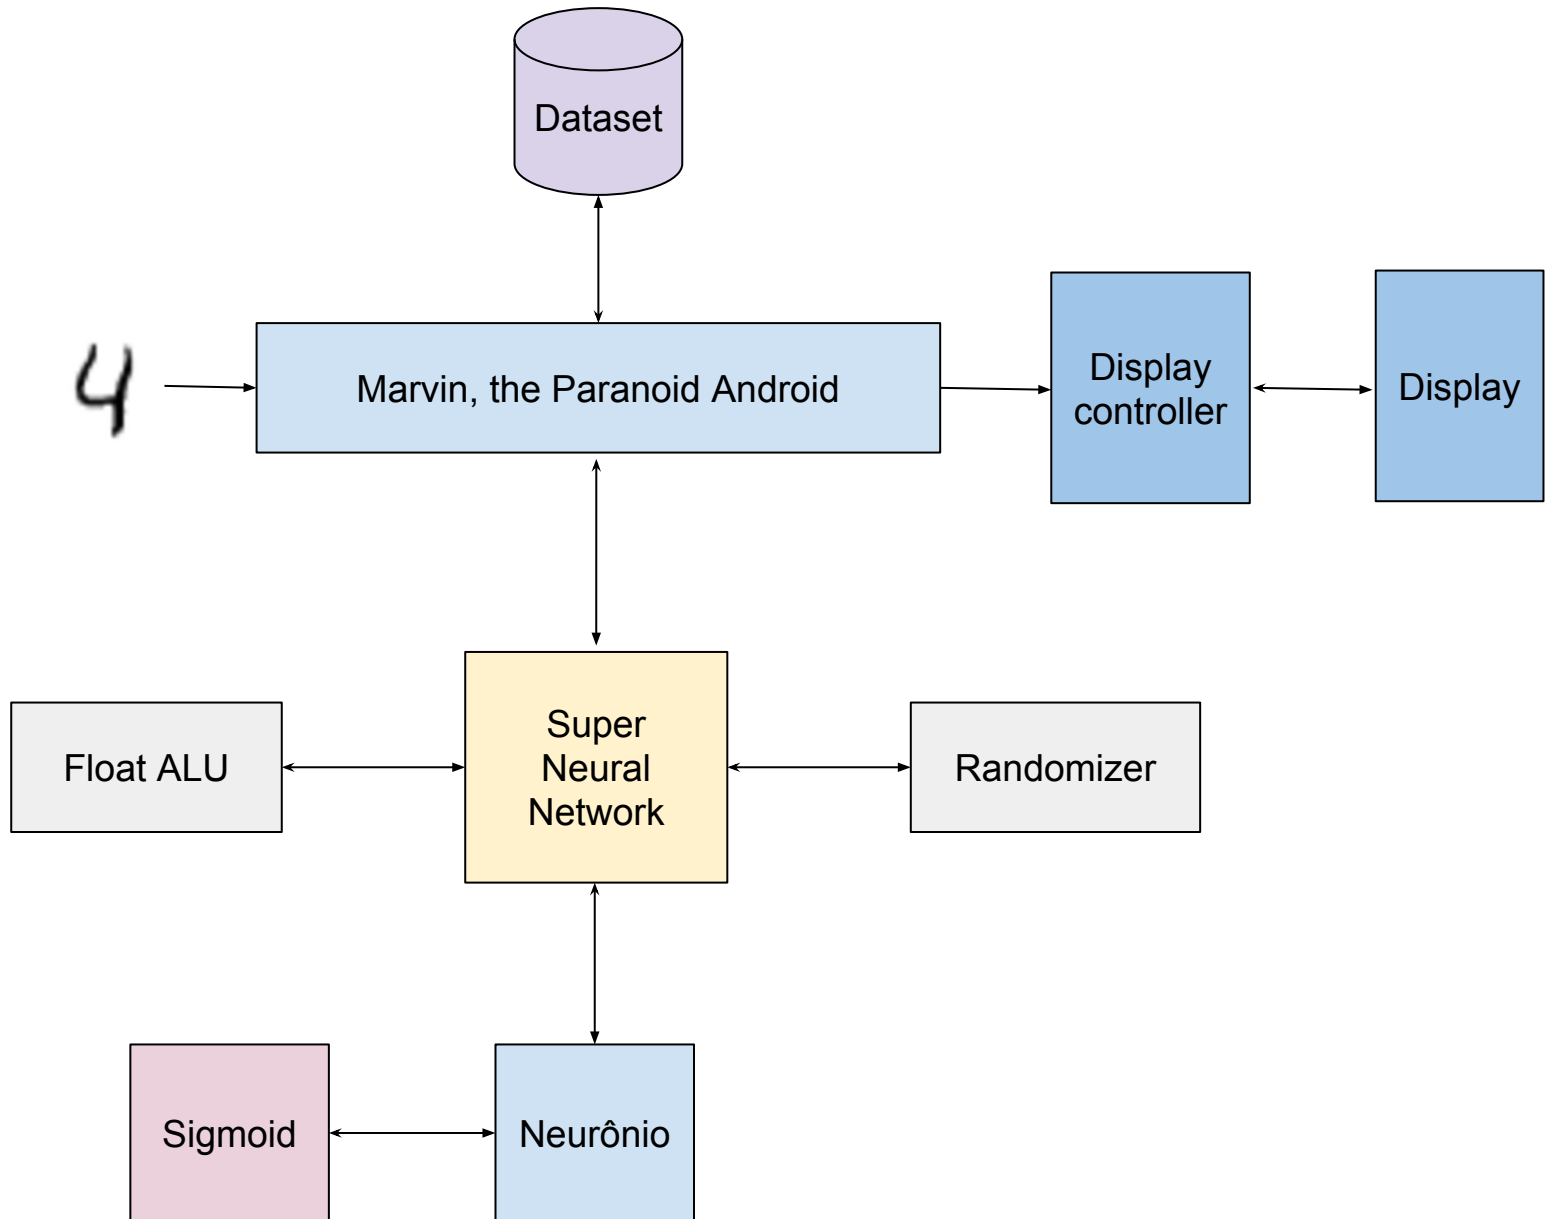 Dataset
4
Marvin, the Paranoid Android
Display
controller
Display
Float ALU
Super
Neural
Network
Randomizer
Sigmoid
Neurônio